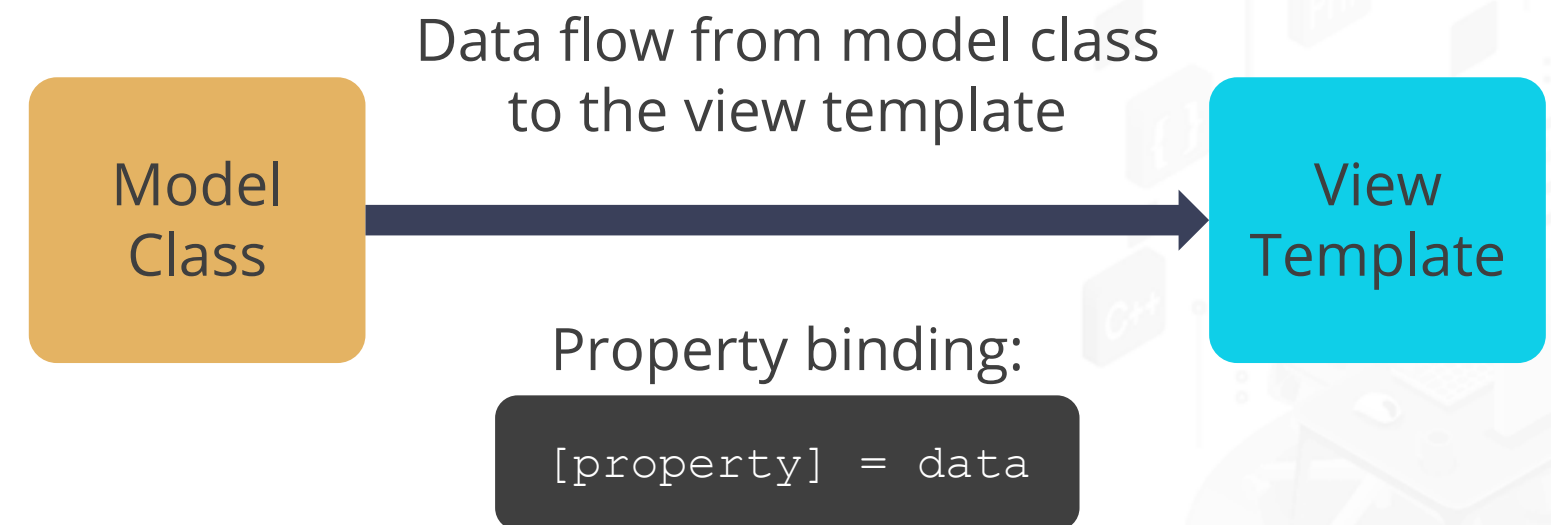 Data flow from model class
to the view template
Model
Class
View
Template
Property binding:
[property] = data
{ }
C++